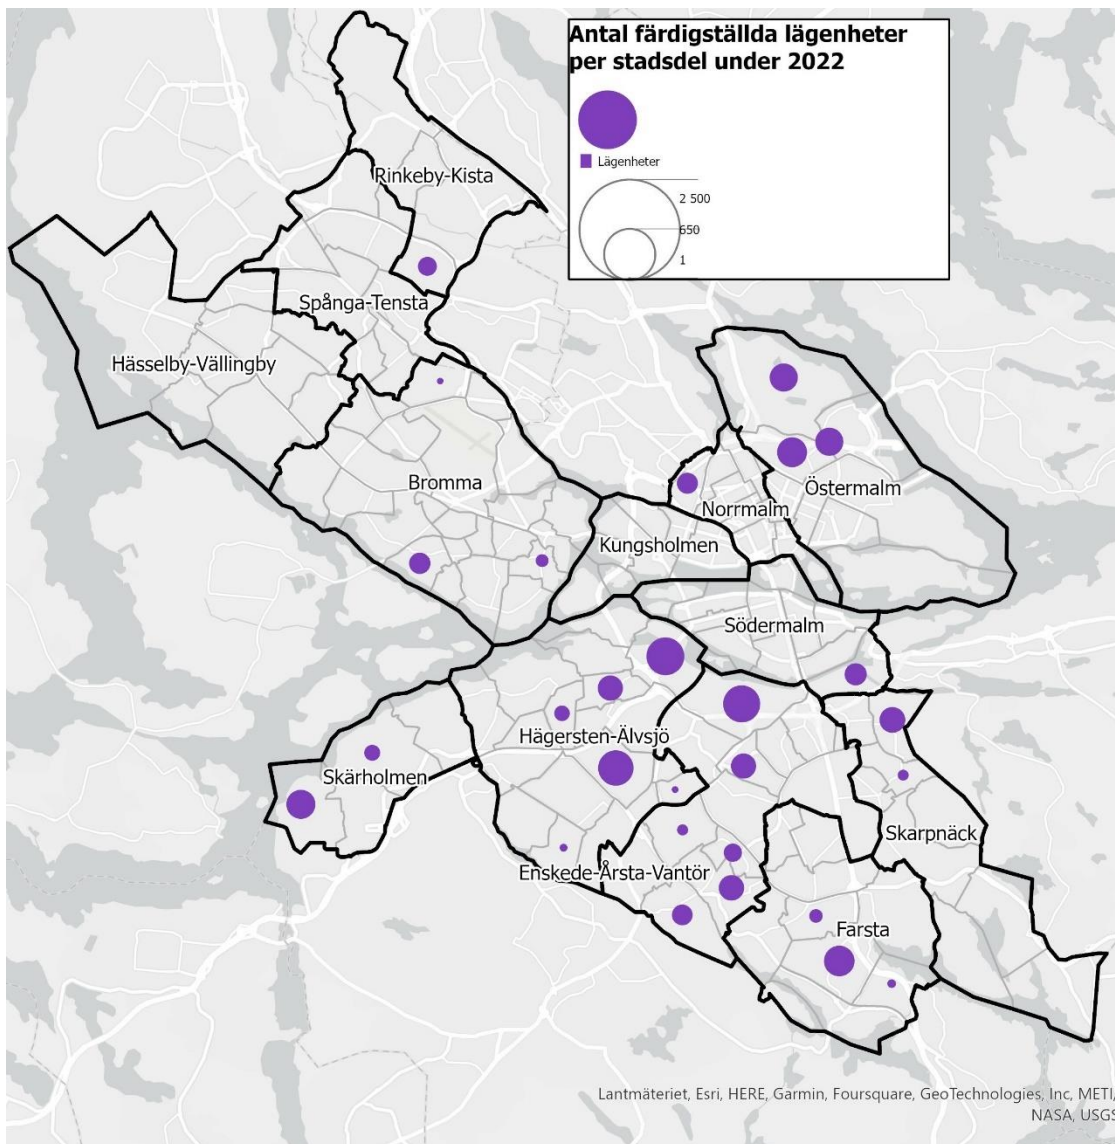 Antal färdigställda lägenheter
per stadsdel under 2022
Lägenheter
2 500
650
1
Rinkeby-Kista
Spånga-Tensta
Hässelby-Vällingby
Bromma
Östermalm
Norrmalm
Kungsholmen
Södermalm
Hägersten-Älvsjö
Skärholmen
Skarpnäck
Enskede-Årsta-Vantör
Farsta
Lantmäteriet, Esri, HERE, Garmin, Foursquare, GeoTechnologies, Inc, METI/
NASA, USGS